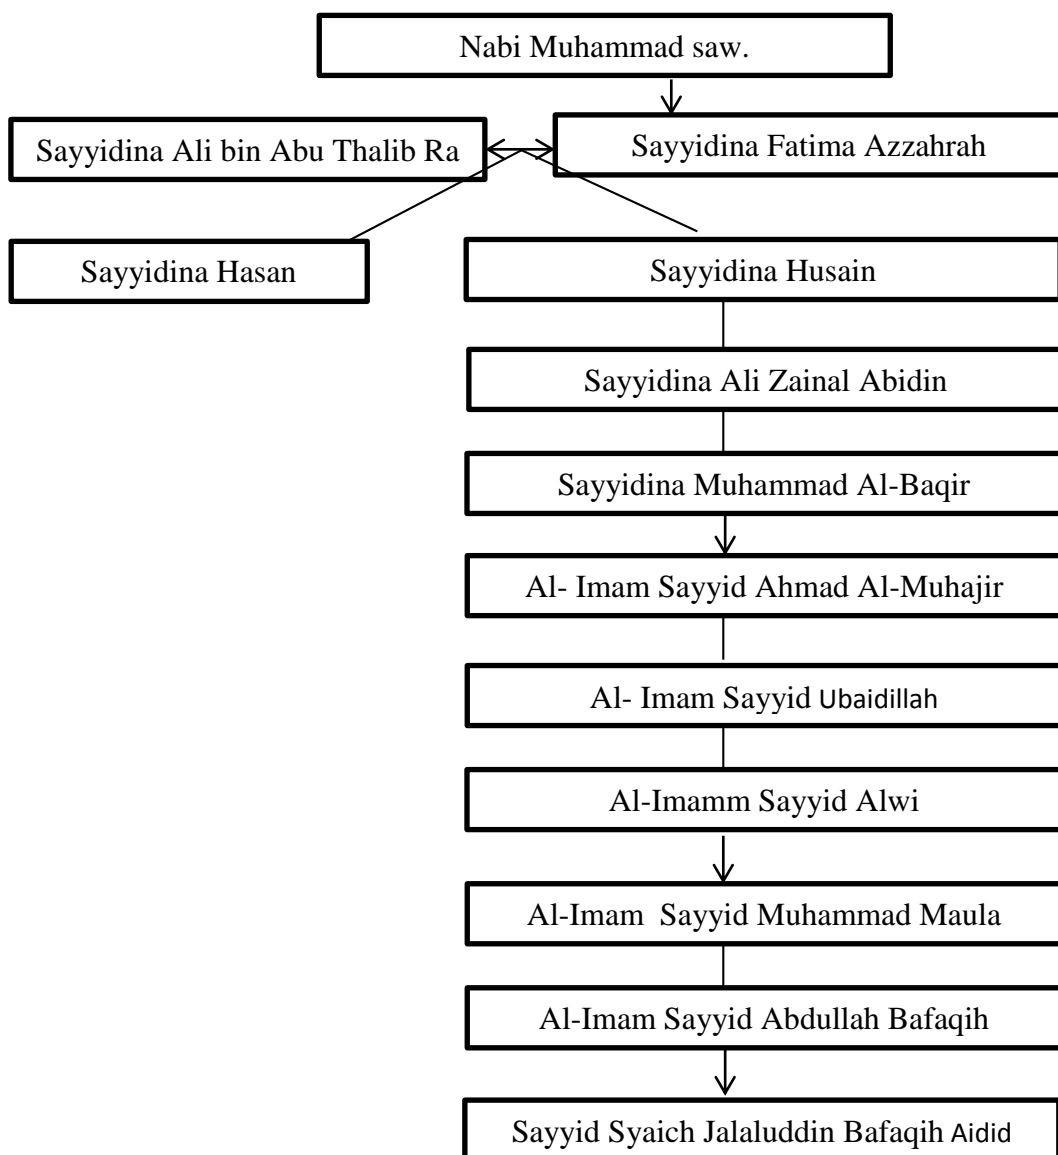 Nabi Muhammad saw.
Sayyidina Ali bin Abu Thalib Ra
Sayyidina Fatima Azzahrah
Sayyidina Hasan
Sayyidina Husain
Sayyidina Ali Zainal Abidin
Sayyidina Muhammad Al-Baqir
Al- Imam Sayyid Ahmad Al-Muhajir
Al- Imam Sayyid Ubaidillah
Al-Imamm Sayyid Alwi
Al-Imam  Sayyid Muhammad Maula
Al-Imam Sayyid Abdullah Bafaqih
Sayyid Syaich Jalaluddin Bafaqih Aidid